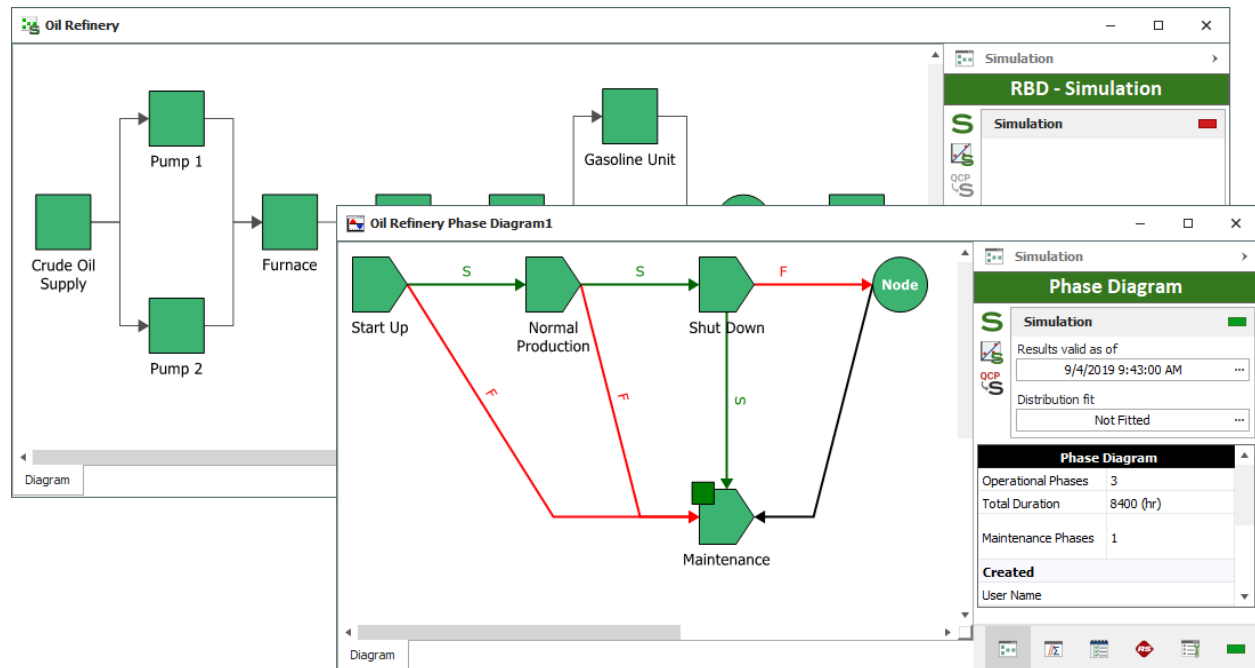 Oil Refinery
Simulation
RBD - Simulation
S
Simulation
S
QCP
S
Pump 1
Gasoline Unit
Crude Oil
Supply
Furnace
Pump 2
Diagram
Oil Refinery Phase Diagram1
Simulation
Phase Diagram
S
Simulation
S
Results valid as of
9/4/2019 9:43:00 AM
...
QCP
S
Distribution fit
Not Fitted
...
S
S
F
Node
Start Up
Normal
Production
Shut Down
F
F
S
Maintenance
Phase Diagram
Operational Phases 3
Total Duration 8400 (hr)
Maintenance Phases 1
Created
User Name
Diagram
RS